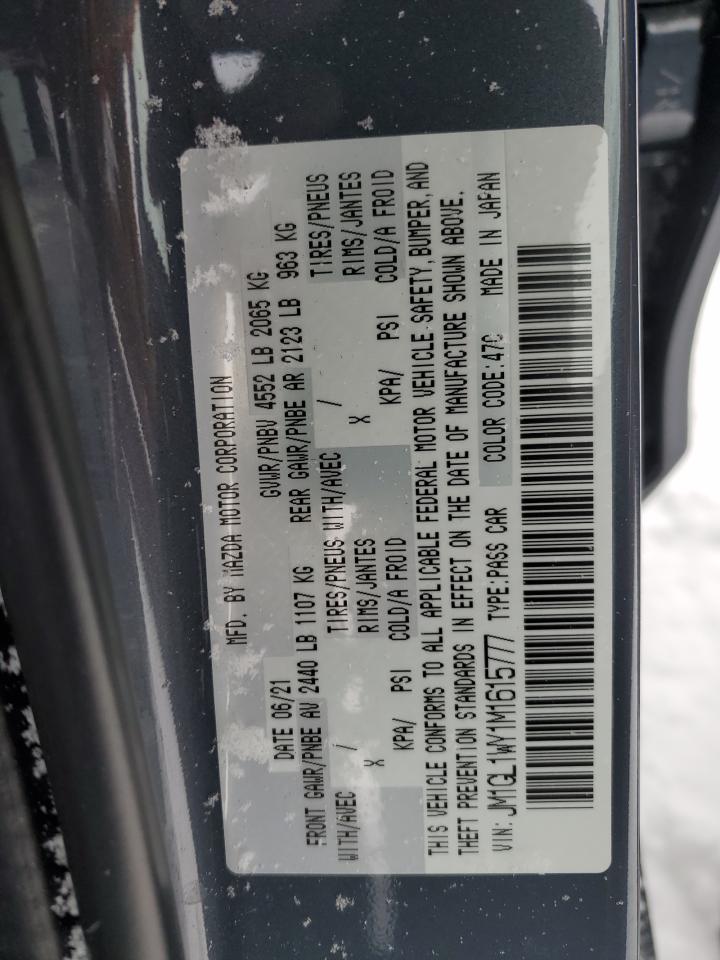 MFD. BY MAZDA MOTOR CORPORATION
DATE 06/21 GVWR/PNBV 4552 LB 2065 KG
FRONT GAWR/PNBE AV 2440 LB 1107 KG REAR GAWR/PNBE AR 2123 LB 963 KG
WITH/AVEC / TIRES/PNEUS WITH/AVEC / TIRES/PNEUS
X RIMS/JANTES X RIMS/JANTES
KPA/ PSI COLD/A FROID KPA/ PSI COLD/A FROID
THIS VEHICLE CONFORMS TO ALL APPLICABLE FEDERAL MOTOR VEHICLE SAFETY, BUMPER, AND
THEFT PREVENTION STANDARDS IN EFFECT ON THE DATE OF MANUFACTURE SHOWN ABOVE.
VIN: JM1GL1WY1M1615777 TYPE:PASS CAR COLOR CODE:47C MADE IN JAPAN